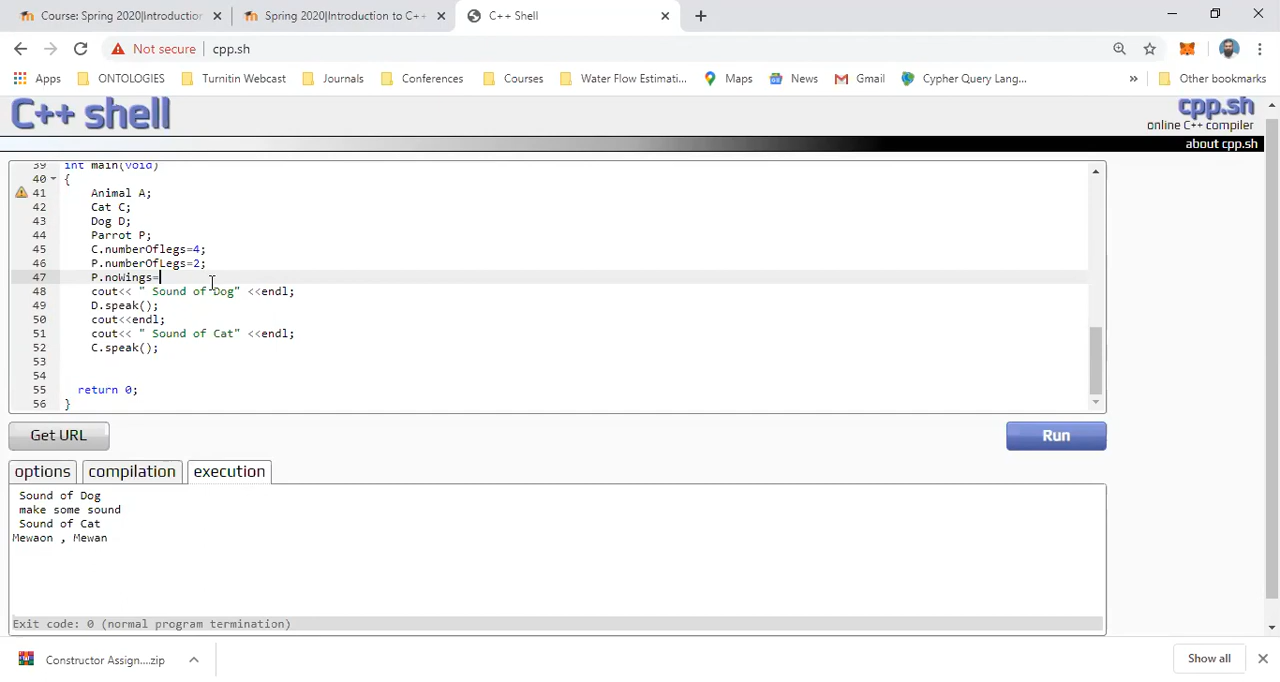 Course: Spring 2020|Introduction
Spring 2020|Introduction to C++
C++ Shell
Not secure
cpp.sh
Apps
ONTOLOGIES
Turnitin Webcast
Journals
Conferences
Courses
Water Flow Estimati...
Maps
News
Gmail
Cypher Query Lang...
»
Other bookmarks
C++ shell
cpp.sh
online C++ compiler
about cpp.sh
39 int main(void)
40 {
41 Animal A;
42 Cat C;
43 Dog D;
44 Parrot P;
45 C.numberOflegs=4;
46 P.numberOfLegs=2;
47 P.noWings=
48 cout<< " Sound of Dog" <<endl;
49 D.speak();
50 cout<<endl;
51 cout<< " Sound of Cat" <<endl;
52 C.speak();
53
54
55 return 0;
56 }
Get URL
Run
options
compilation
execution
Sound of Dog
make some sound
Sound of Cat
Mewaon , Mewan
Exit code: 0 (normal program termination)
Constructor Assign....zip
Show all